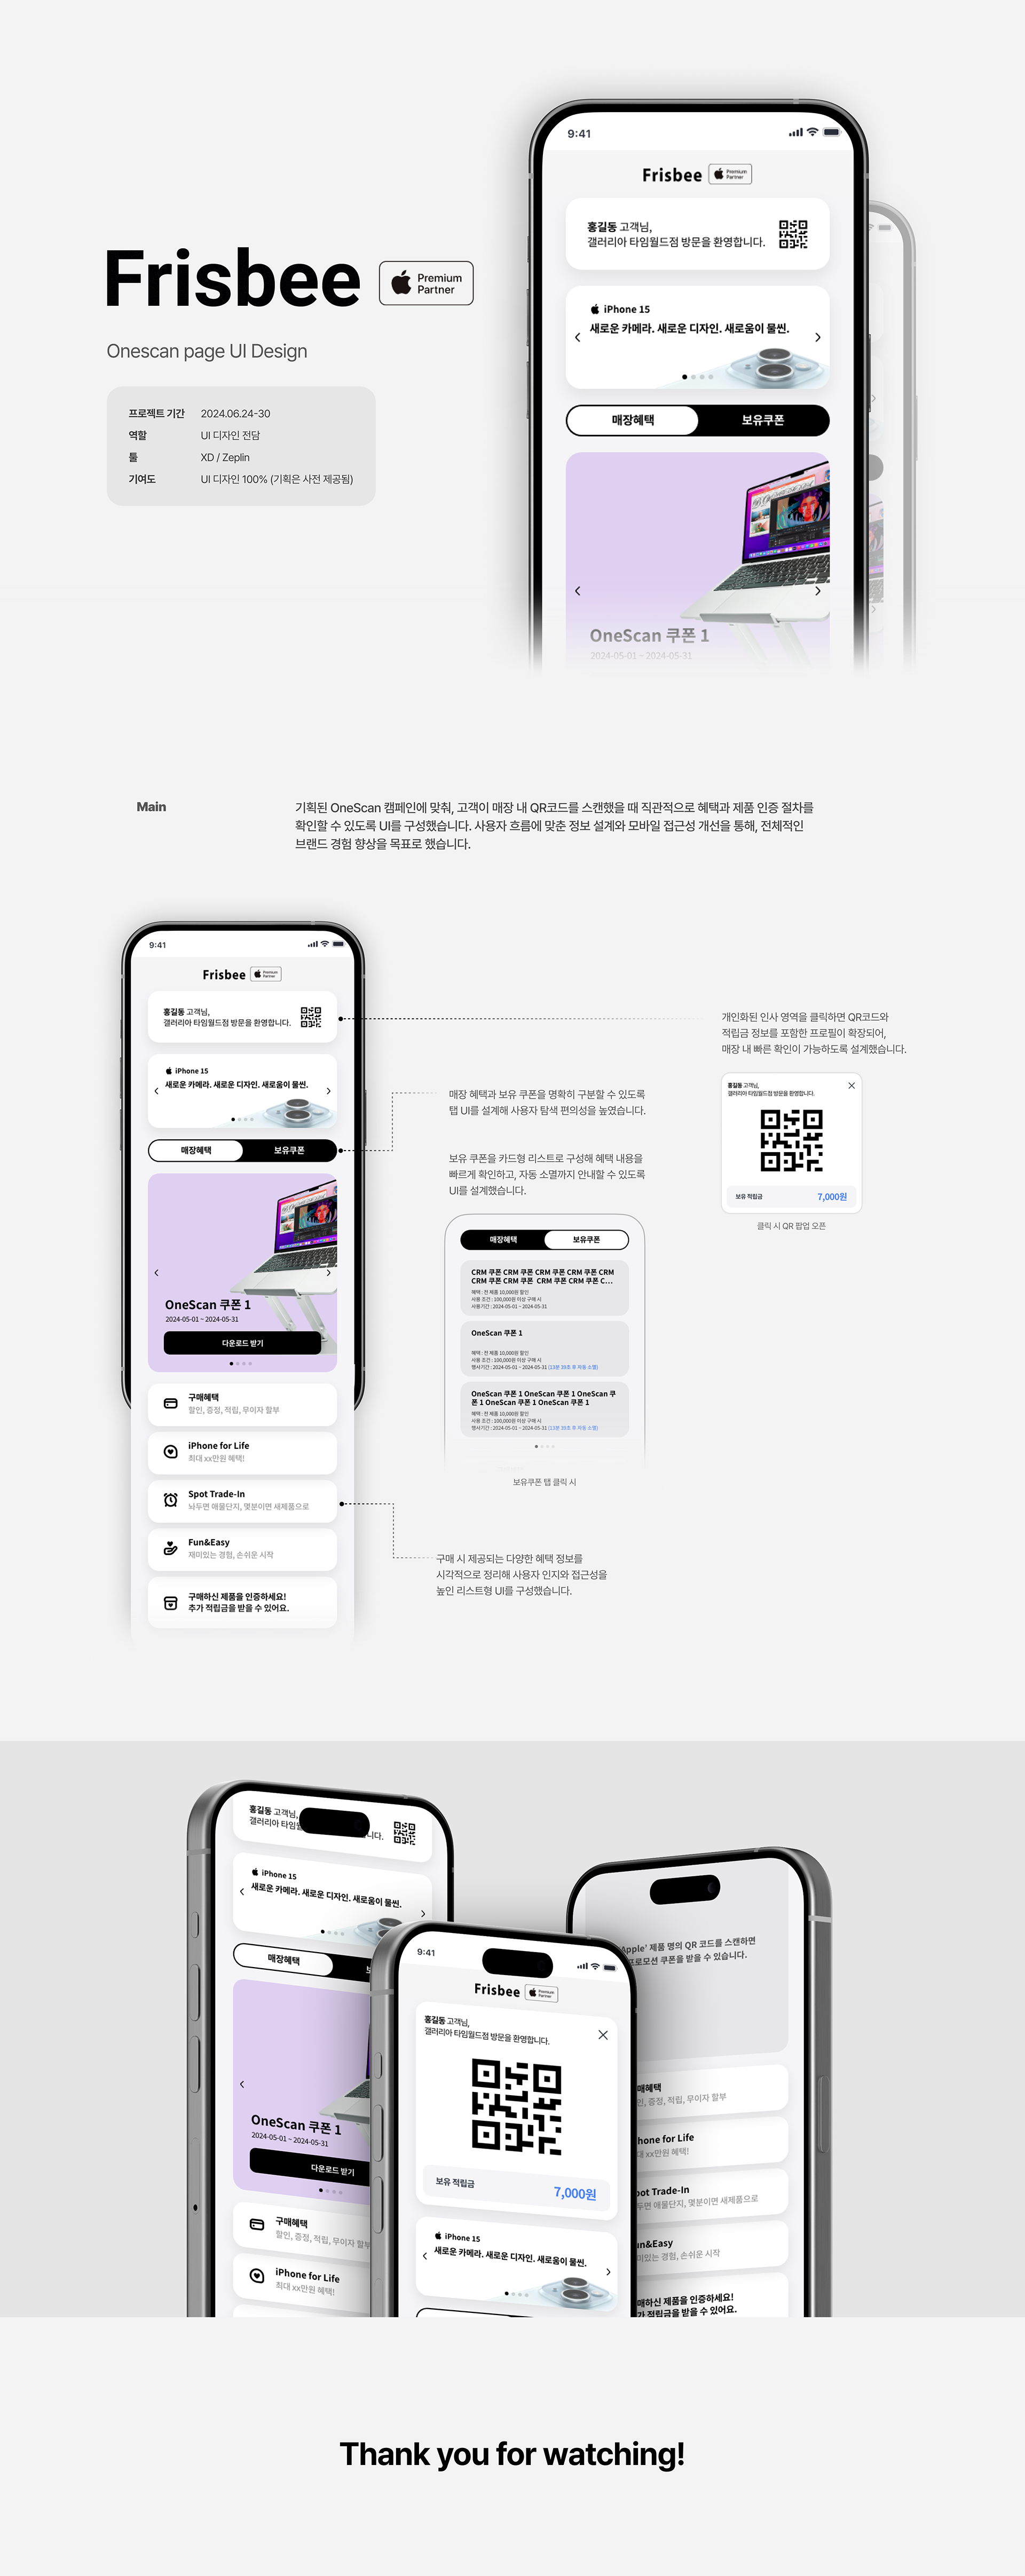 9:41
Frisbee
Premium
Partner
홍길동 고객님,
갤러리아 타임월드점 방문을 환영합니다.
iPhone 15
새로운 카메라. 새로운 디자인. 새로움이 물씬.
매장혜택
보유쿠폰
OneScan 쿠폰 1
2024-05-01 ~ 2024-05-31
Frisbee
Premium
Partner
Onescan page UI Design
프로젝트 기간 2024.06.24-30
역할 UI 디자인 전담
툴 XD / Zeplin
기여도 UI 디자인 100% (기획은 사전 제공됨)
Main
기획된 OneScan 캠페인에 맞춰, 고객이 매장 내 QR코드를 스캔했을 때 직관적으로 혜택과 제품 인증 절차를
확인할 수 있도록 UI를 구성했습니다. 사용자 흐름에 맞춘 정보 설계와 모바일 접근성 개선을 통해, 전체적인
브랜드 경험 향상을 목표로 했습니다.
9:41
Frisbee
Premium
Partner
홍길동 고객님,
갤러리아 타임월드점 방문을 환영합니다.
iPhone 15
새로운 카메라. 새로운 디자인. 새로움이 물씬.
매장혜택
보유쿠폰
OneScan 쿠폰 1
2024-05-01 ~ 2024-05-31
다운로드 받기
구매혜택
할인, 증정, 적립, 무이자 할부
iPhone for Life
최대 xx만원 혜택!
Spot Trade-In
놔두면 애물단지, 몇분이면 새제품으로
Fun&Easy
재미있는 경험, 손쉬운 시작
구매하신 제품을 인증하세요!
추가 적립금을 받을 수 있어요.
개인화된 인사 영역을 클릭하면 QR코드와
적립금 정보를 포함한 프로필이 확장되어,
매장 내 빠른 확인이 가능하도록 설계했습니다.
홍길동 고객님,
갤러리아 타임월드점 방문을 환영합니다.
보유 적립금
7,000원
클릭 시 QR 팝업 오픈
매장 혜택과 보유 쿠폰을 명확히 구분할 수 있도록
탭 UI를 설계해 사용자 탐색 편의성을 높였습니다.
보유 쿠폰을 카드형 리스트로 구성해 혜택 내용을
빠르게 확인하고, 자동 소멸까지 안내할 수 있도록
UI를 설계했습니다.
매장혜택
보유쿠폰
CRM 쿠폰 CRM 쿠폰 CRM 쿠폰 CRM 쿠폰 CRM
CRM 쿠폰 CRM 쿠폰 CRM 쿠폰 CRM 쿠폰 C...
혜택 : 전 제품 10,000원 할인
사용 조건 : 100,000원 이상 구매 시
사용기간 : 2024-05-01 ~ 2024-05-31
OneScan 쿠폰 1
혜택 : 전 제품 10,000원 할인
사용 조건 : 100,000원 이상 구매 시
행사기간 : 2024-05-01 ~ 2024-05-31 (13분 39초 후 자동 소멸)
OneScan 쿠폰 1 OneScan 쿠폰 1 OneScan 쿠
폰 1 OneScan 쿠폰 1 OneScan 쿠폰 1
혜택 : 전 제품 10,000원 할인
사용 조건 : 100,000원 이상 구매 시
행사기간 : 2024-05-01 ~ 2024-05-31 (13분 39초 후 자동 소멸)
보유쿠폰 탭 클릭 시
구매 시 제공되는 다양한 혜택 정보를
시각적으로 정리해 사용자 인지와 접근성을
높인 리스트형 UI를 구성했습니다.
홍길동 고객님,
갤러리아 타임 니다.
iPhone 15
새로운 카메라. 새로운 디자인. 새로움이 물씬.
매장혜택
OneScan 쿠폰 1
2024-05-01 ~ 2024-05-31
다운로드 받기
구매혜택
할인, 증정, 적립, 무이자 할부
iPhone for Life
최대 xx만원 혜택!
9:41
Frisbee
Premium
Partner
홍길동 고객님,
갤러리아 타임월드점 방문을 환영합니다.
보유 적립금
7,000원
iPhone 15
새로운 카메라. 새로운 디자인. 새로움이 물씬.
Apple' 제품 명의 QR 코드를 스캔하면
프로모션 쿠폰을 받을 수 있습니다.
매혜택
인, 증정, 적립, 무이자 할부
hone for Life
대 xx만원 혜택!
pot Trade-In
두면 애물단지, 몇분이면 새제품으로
un&Easy
미있는 경험, 손쉬운 시작
매하신 제품을 인증하세요!
가 적립금을 받을 수 있어요.
Thank you for watching!